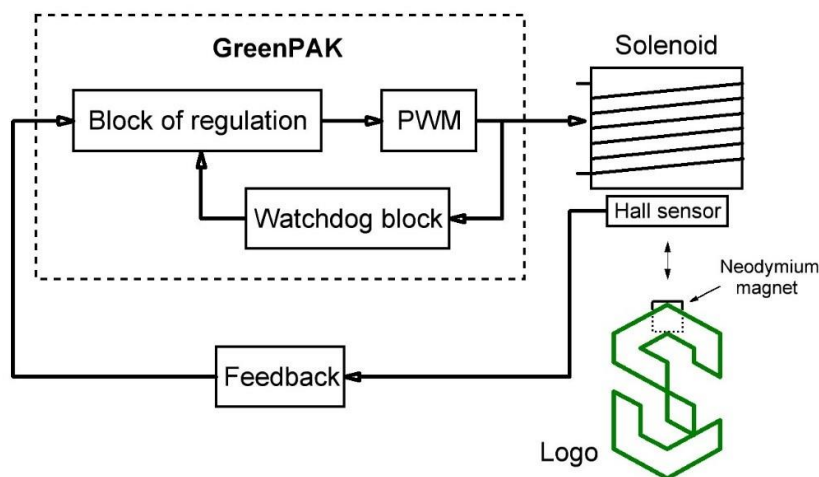 GreenPAK
Solenoid
Block of regulation
PWM
Watchdog block
Hall sensor
Neodymium
magnet
Feedback
Logo